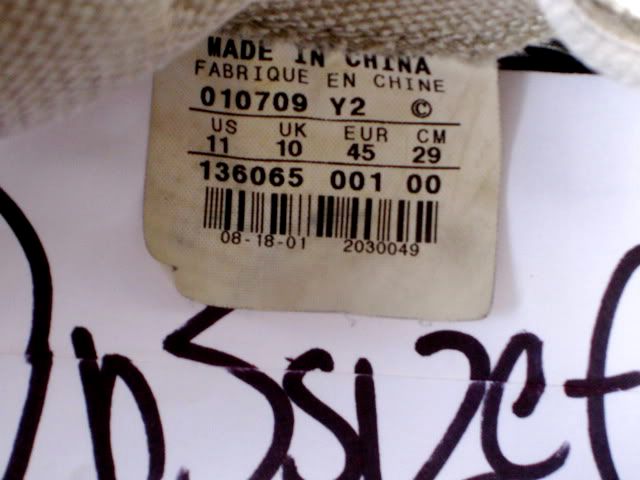 MADE IN CHINA
FABRIQUE EN CHINE
010709 Y2 ©
US UK EUR CM
11 10 45 29
136065 001 00
08-18-01 2030049